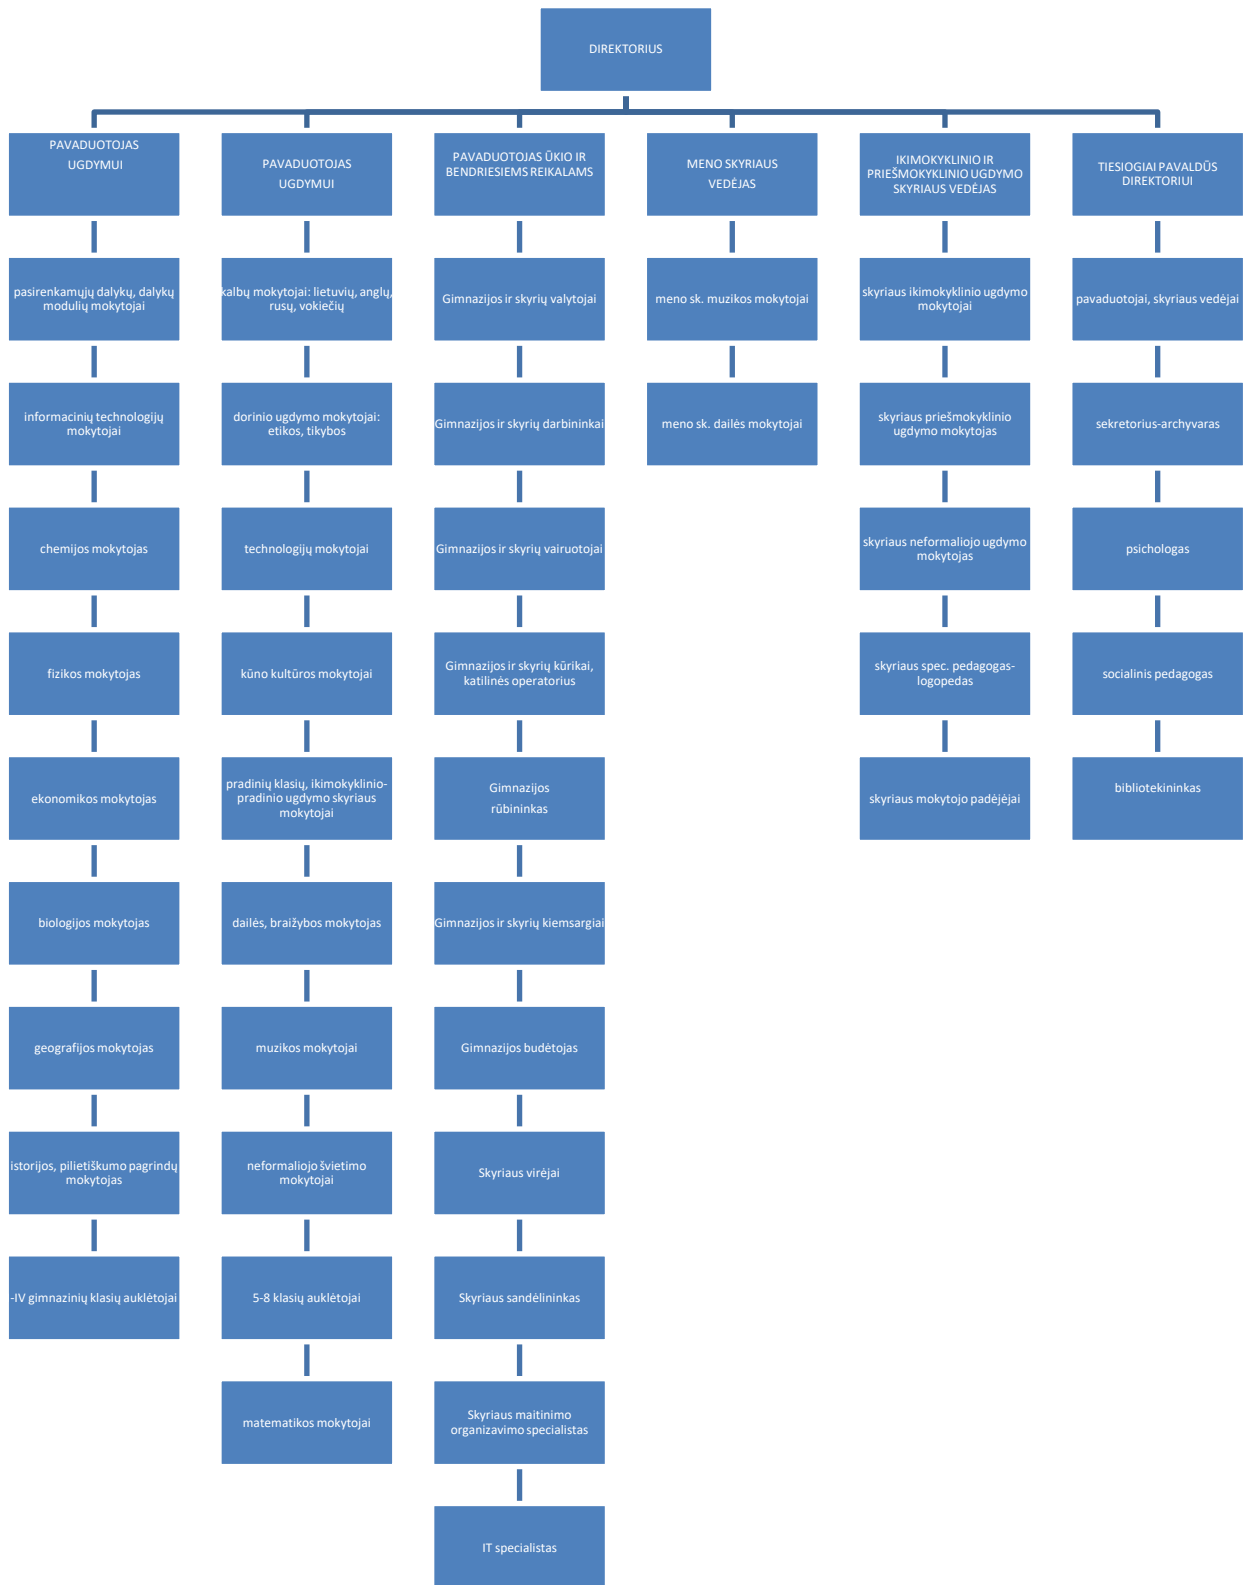 DIREKTORIUS
PAVADUOTOJAS
UGDYMUI
pasirenkamųjų dalykų, dalykų
modulių mokytojai
informacinių technologijų
mokytojai
chemijos mokytojas
fizikos mokytojas
ekonomikos mokytojas
biologijos mokytojas
geografijos mokytojas
istorijos, pilietiškumo pagrindų
mokytojas
-IV gimnazinių klasių auklėtojai
PAVADUOTOJAS
UGDYMUI
kalbų mokytojai: lietuvių, anglų,
rusų, vokiečių
dorinio ugdymo mokytojai:
etikos, tikybos
technologijų mokytojai
kūno kultūros mokytojai
pradinių klasių, ikimokyklinio-
pradinio ugdymo skyriaus
mokytojai
dailės, braižybos mokytojas
muzikos mokytojai
neformaliojo švietimo
mokytojai
5-8 klasių auklėtojai
matematikos mokytojai
PAVADUOTOJAS ŪKIO IR
BENDRIESIEMS REIKALAMS
Gimnazijos ir skyrių valytojai
Gimnazijos ir skyrių darbininkai
Gimnazijos ir skyrių vairuotojai
Gimnazijos ir skyrių kūrikai,
katilinės operatorius
Gimnazijos
rūbininkas
Gimnazijos ir skyrių kiemsargiai
Gimnazijos budėtojas
Skyriaus virėjai
Skyriaus sandėlininkas
Skyriaus maitinimo
organizavimo specialistas
IT specialistas
MENO SKYRIAUS
VEDĖJAS
meno sk. muzikos mokytojai
meno sk. dailės mokytojai
IKIMOKYKLINIO IR
PRIEŠMOKYKLINIO UGDYMO
SKYRIAUS VEDĖJAS
skyriaus ikimokyklinio ugdymo
mokytojai
skyriaus priešmokyklinio
ugdymo mokytojas
skyriaus neformaliojo ugdymo
mokytojas
skyriaus spec. pedagogas-
logopedas
skyriaus mokytojo padėjėjai
TIESIOGIAI PAVALDŪS
DIREKTORIUI
pavaduotojai, skyriaus vedėjai
sekretorius-archyvaras
psichologas
socialinis pedagogas
bibliotekininkas